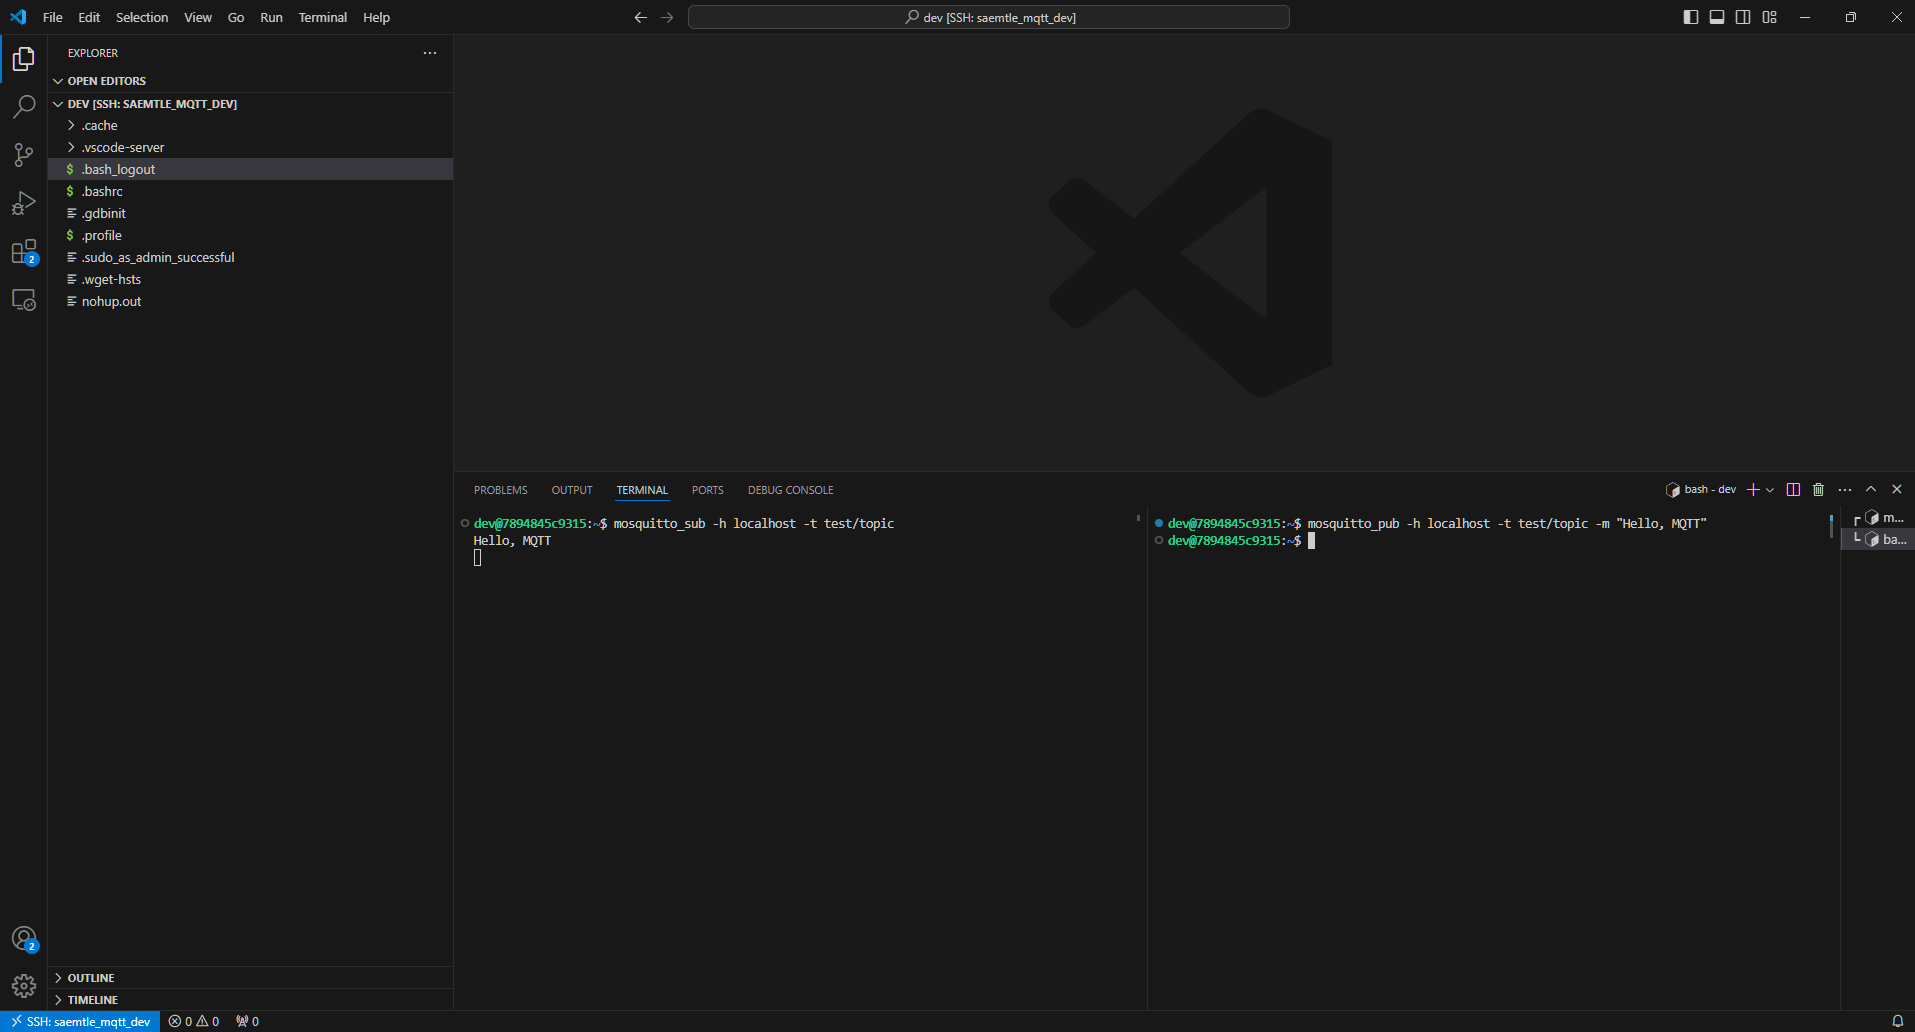 File Edit Selection View Go Run Terminal Help
dev [SSH: saemtle_mqtt_dev]
EXPLORER
OPEN EDITORS
DEV [SSH: SAEMTLE_MQTT_DEV]
.cache
.vscode-server
$ .bash_logout
$ .bashrc
.gdbinit
$ .profile
.sudo_as_admin_successful
.wget-hsts
nohup.out
2
2
OUTLINE
TIMELINE
PROBLEMS OUTPUT TERMINAL PORTS DEBUG CONSOLE
bash - dev
dev@7894845c9315:~$ mosquitto_sub -h localhost -t test/topic
Hello, MQTT
dev@7894845c9315:~$ mosquitto_pub -h localhost -t test/topic -m "Hello, MQTT"
dev@7894845c9315:~$
m...
ba...
SSH: saemtle_mqtt_dev 0 0 0